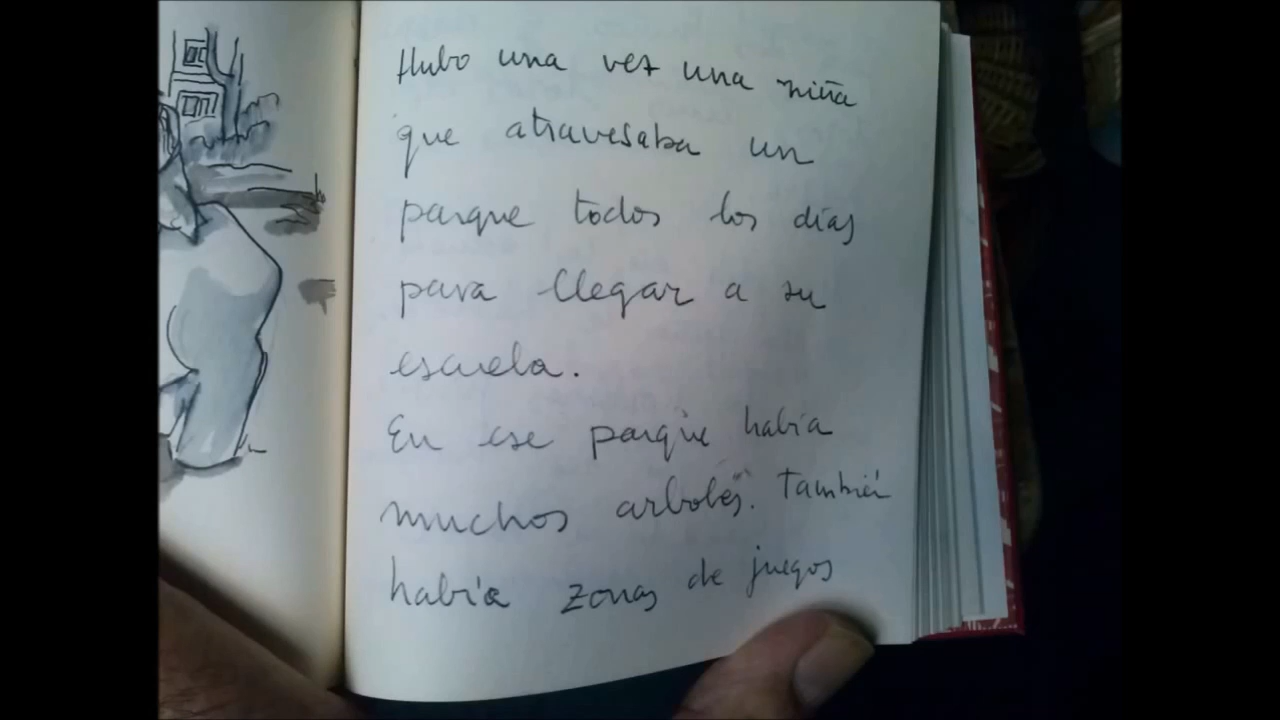 Hubo una vez una niña
que atravesaba un
parque todos los días
para llegar a su
escuela.
En ese parque había
muchos arboles. También
había zonas de juegos